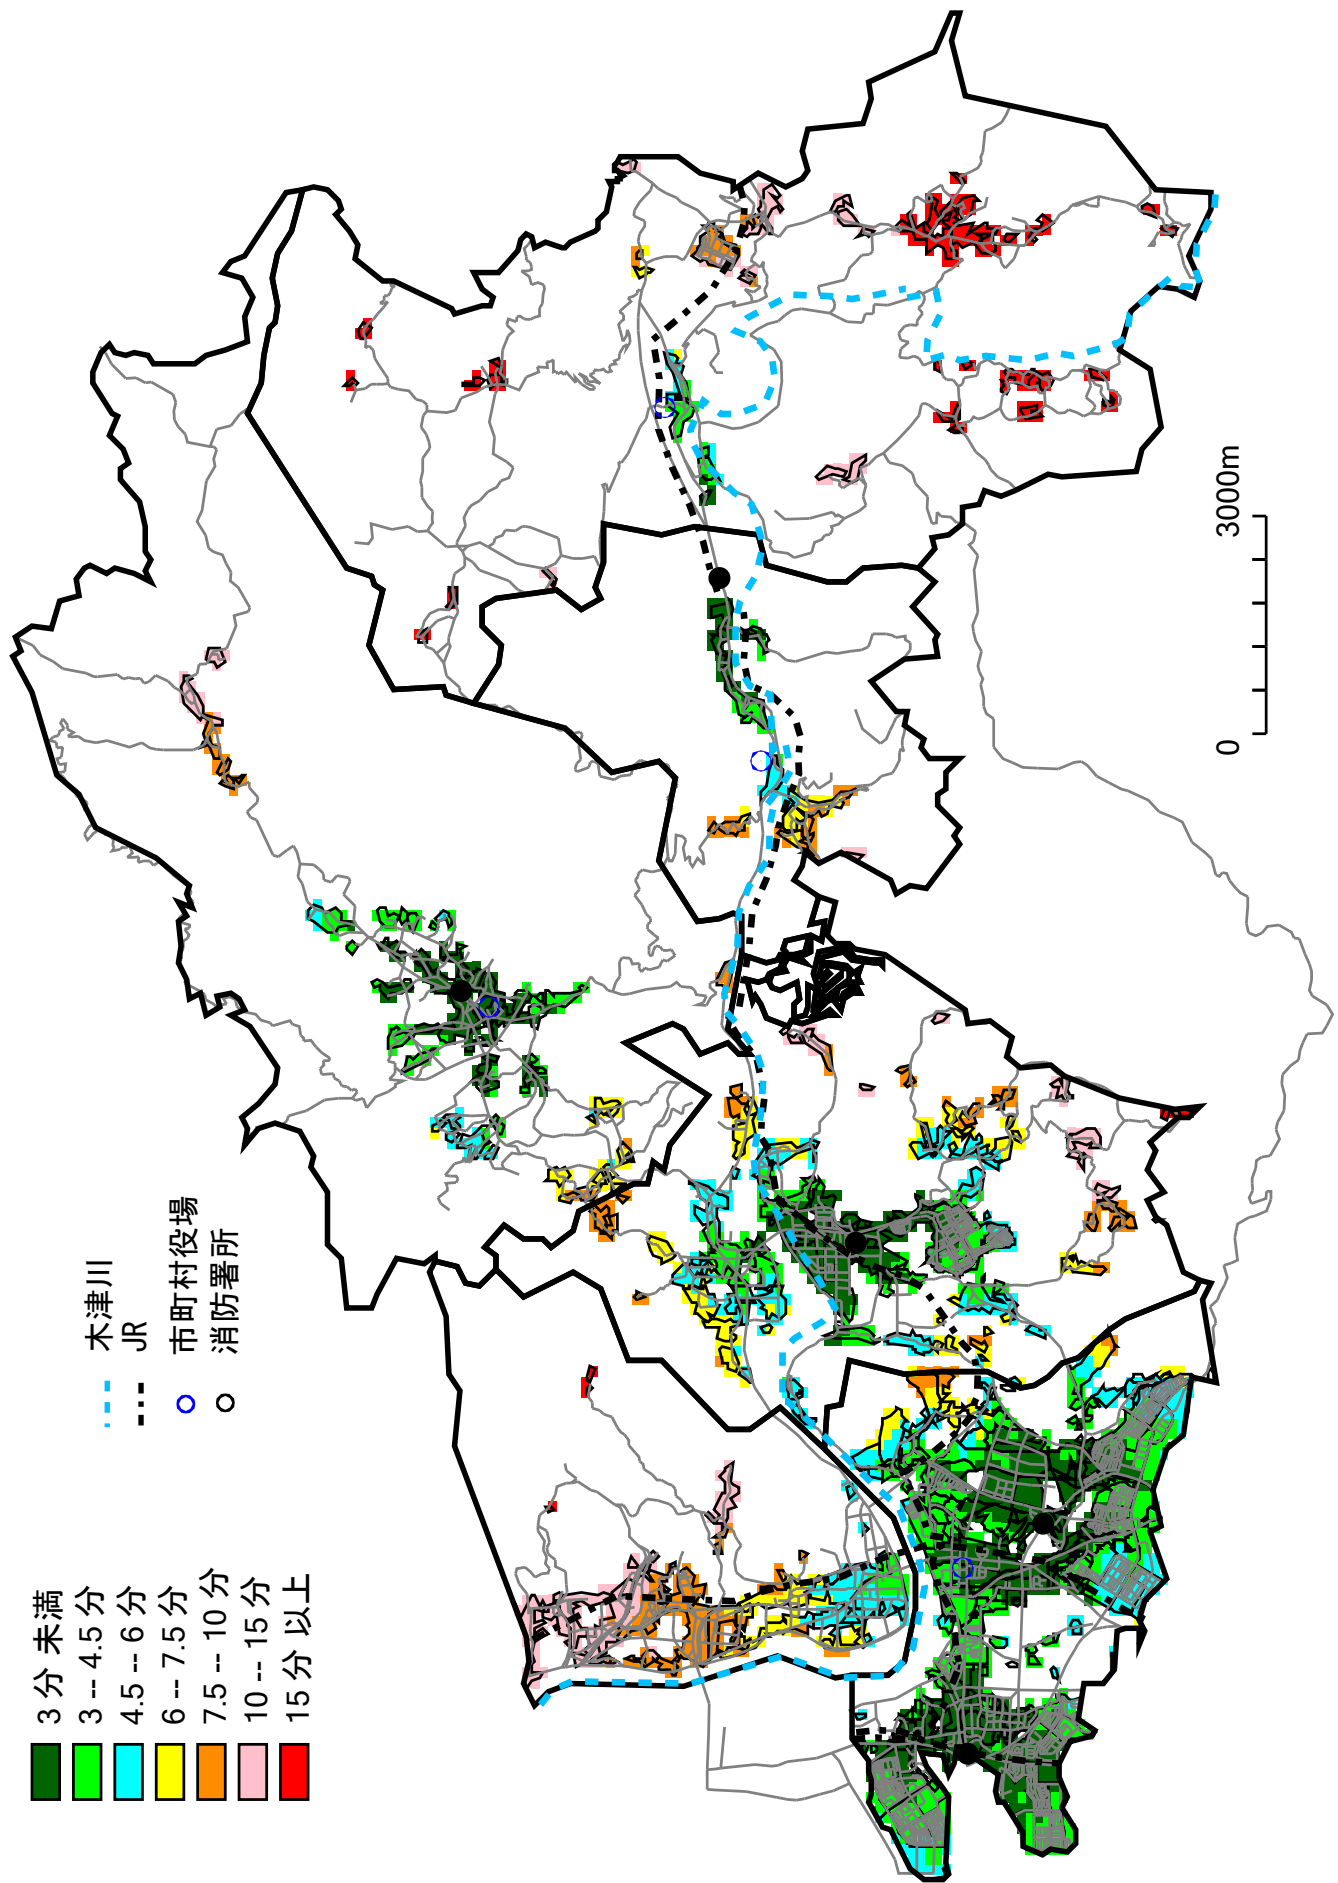 木津川
JR
市町村役場
消防署所
3 分 未満
3 -- 4.5 分
4.5 -- 6 分
6 -- 7.5 分
7.5 -- 10 分
10 -- 15 分
15 分 以上
0 3000m